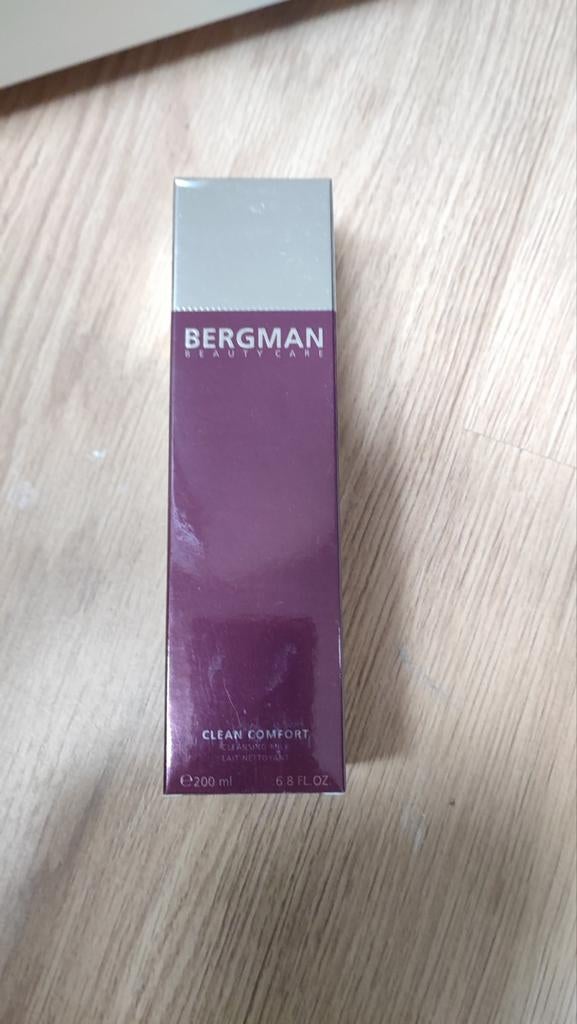 BERGMAN
BEAUTY CARE
CLEAN COMFORT
CLEANSING MILK
LAIT NETTOYANT
℮200 ml 6.8 FL.OZ.